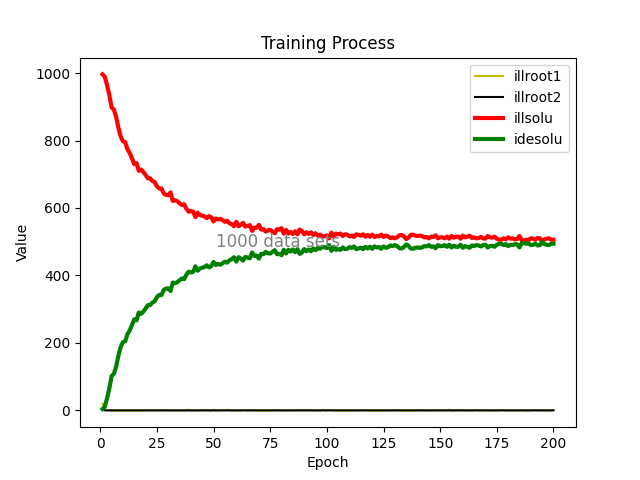 Training Process
1000
800
600
400
200
0
Value
illroot1
illroot2
illsolu
idesolu
1000 data sets
0
25
50
75
100
125
150
175
200
Epoch